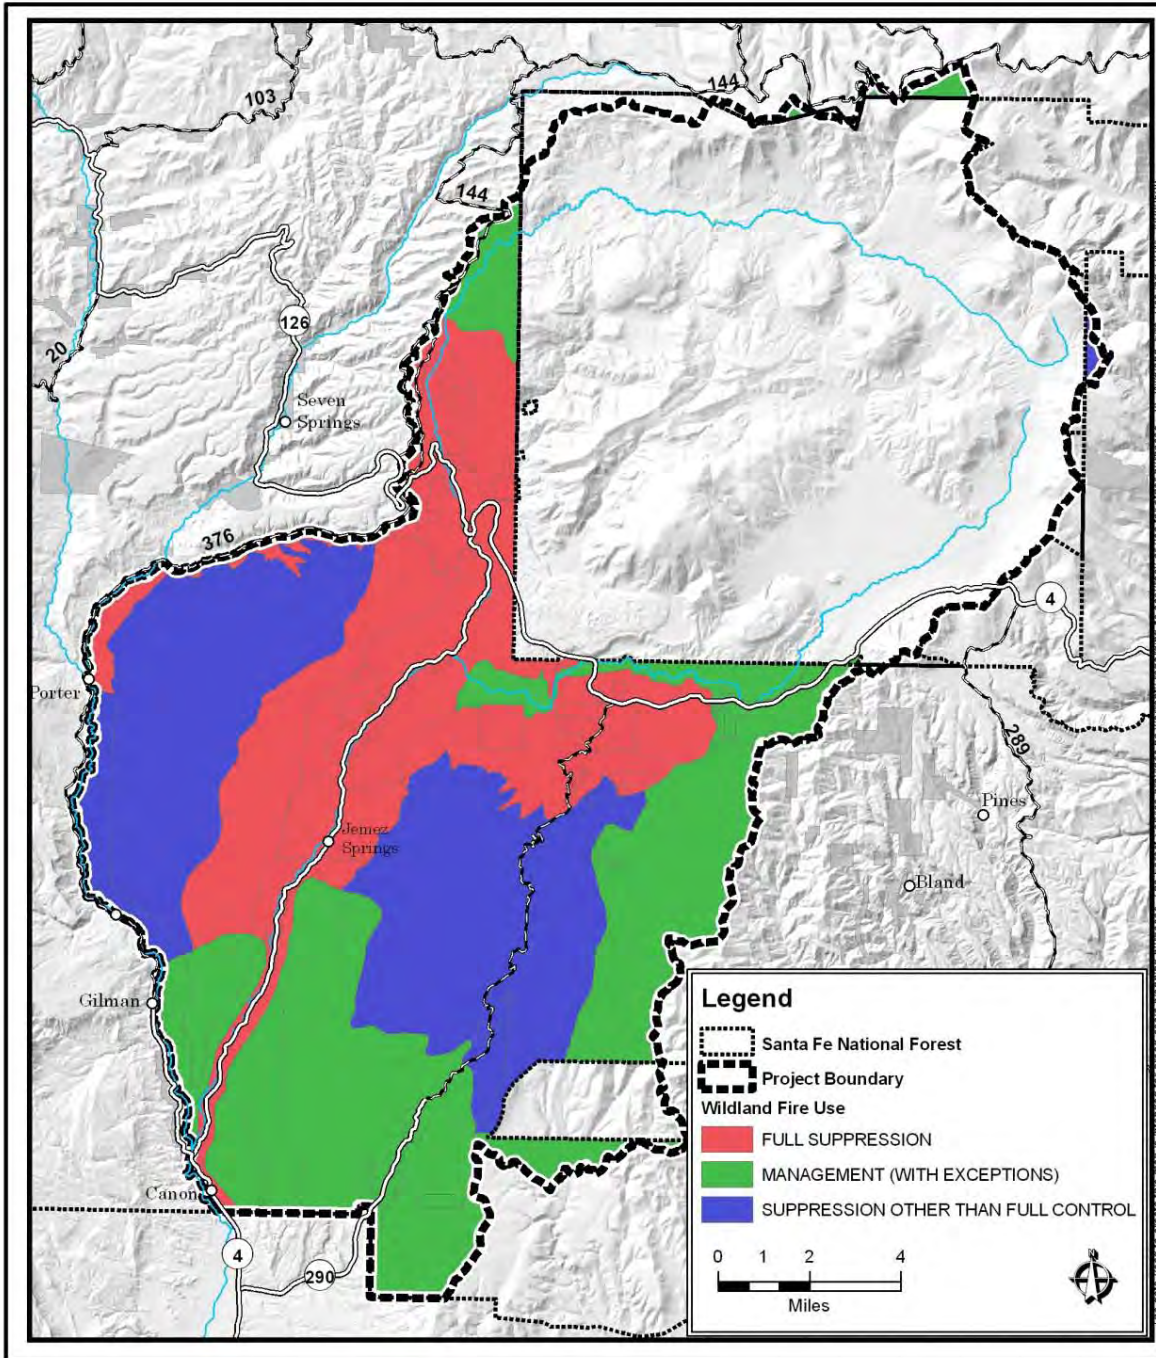 144
103
144
126
20
Seven
Springs
376
4
Porter
289
Pines
Jemez
Springs
Bland
Gilman
Canon
4
290
Legend
Santa Fe National Forest
Project Boundary
Wildland Fire Use
FULL SUPPRESSION
MANAGEMENT (WITH EXCEPTIONS)
SUPPRESSION OTHER THAN FULL CONTROL
0 1 2 4
Miles